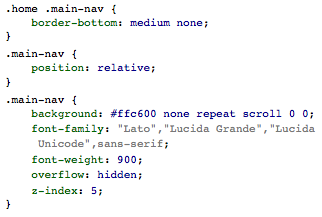 .home .main-nav {
border-bottom: medium none;
}
.main-nav {
position: relative;
}
.main-nav {
background: #ffc600 none repeat scroll 0 0;
font-family: "Lato","Lucida Grande","Lucida
Unicode",sans-serif;
font-weight: 900;
overflow: hidden;
z-index: 5;
}